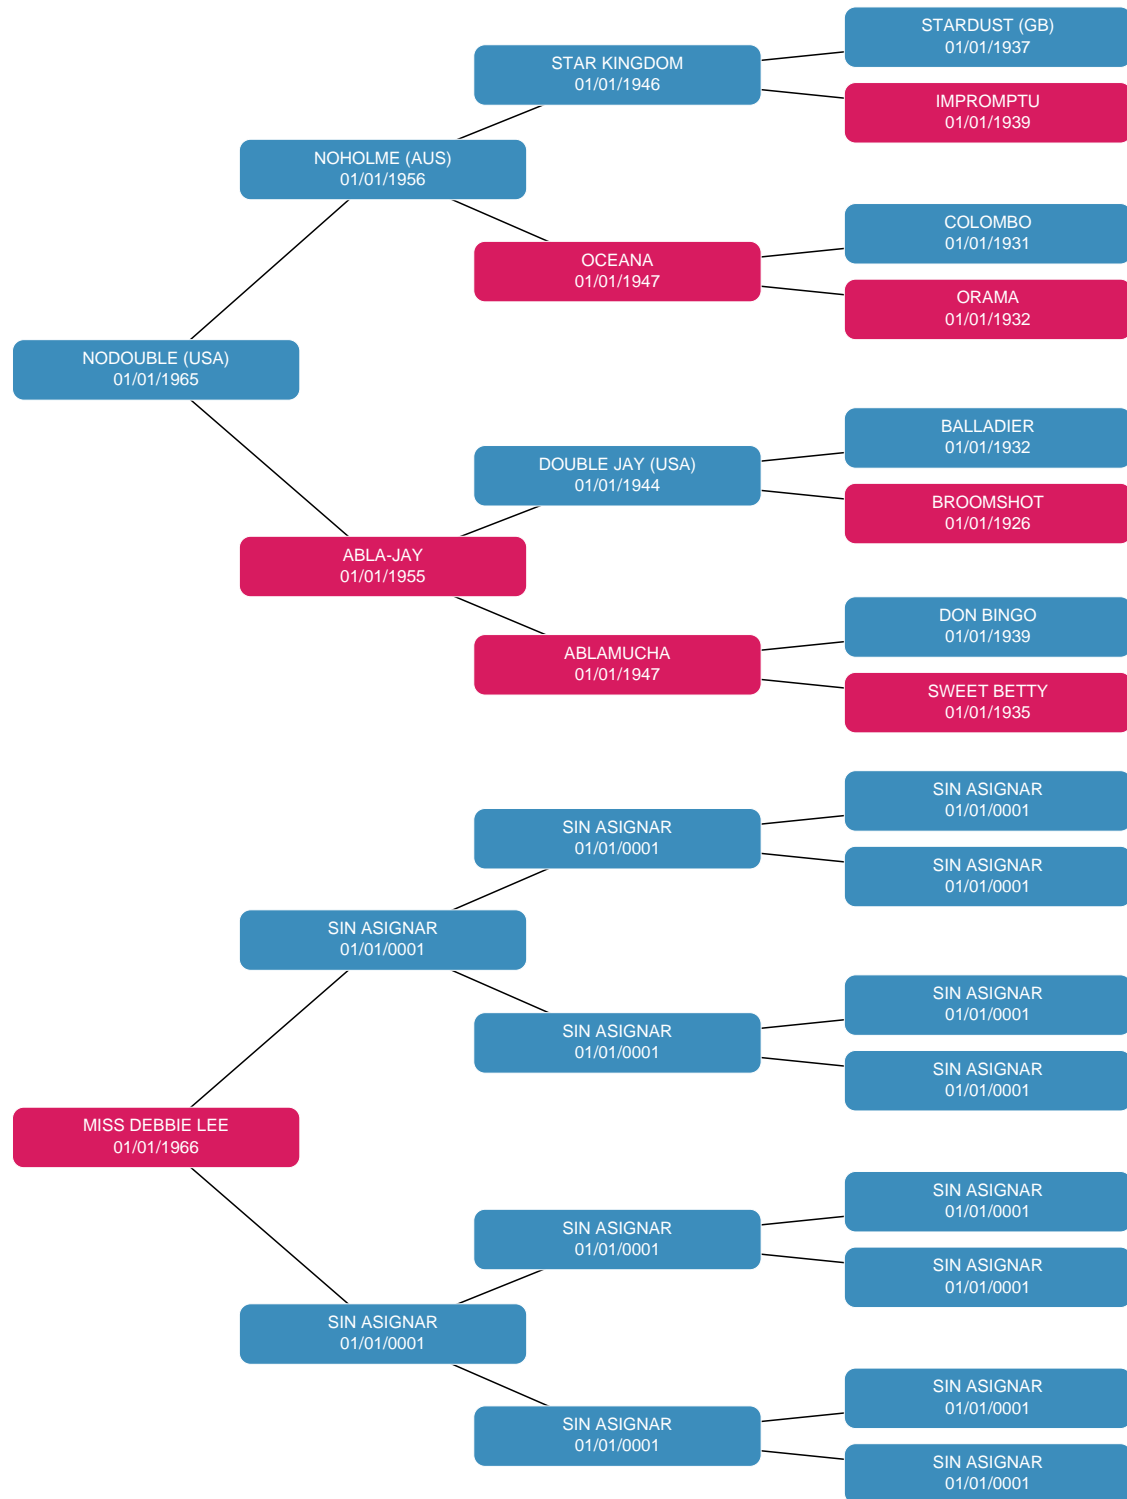 STARDUST (GB)
01/01/1937
STAR KINGDOM
01/01/1946
IMPROMPTU
01/01/1939
NOHOLME (AUS)
01/01/1956
COLOMBO
01/01/1931
OCEANA
01/01/1947
ORAMA
01/01/1932
NODOUBLE (USA)
01/01/1965
BALLADIER
01/01/1932
DOUBLE JAY (USA)
01/01/1944
BROOMSHOT
01/01/1926
ABLA-JAY
01/01/1955
DON BINGO
01/01/1939
ABLAMUCHA
01/01/1947
SWEET BETTY
01/01/1935
SIN ASIGNAR
01/01/0001
SIN ASIGNAR
01/01/0001
SIN ASIGNAR
01/01/0001
SIN ASIGNAR
01/01/0001
SIN ASIGNAR
01/01/0001
SIN ASIGNAR
01/01/0001
SIN ASIGNAR
01/01/0001
MISS DEBBIE LEE
01/01/1966
SIN ASIGNAR
01/01/0001
SIN ASIGNAR
01/01/0001
SIN ASIGNAR
01/01/0001
SIN ASIGNAR
01/01/0001
SIN ASIGNAR
01/01/0001
SIN ASIGNAR
01/01/0001
SIN ASIGNAR
01/01/0001